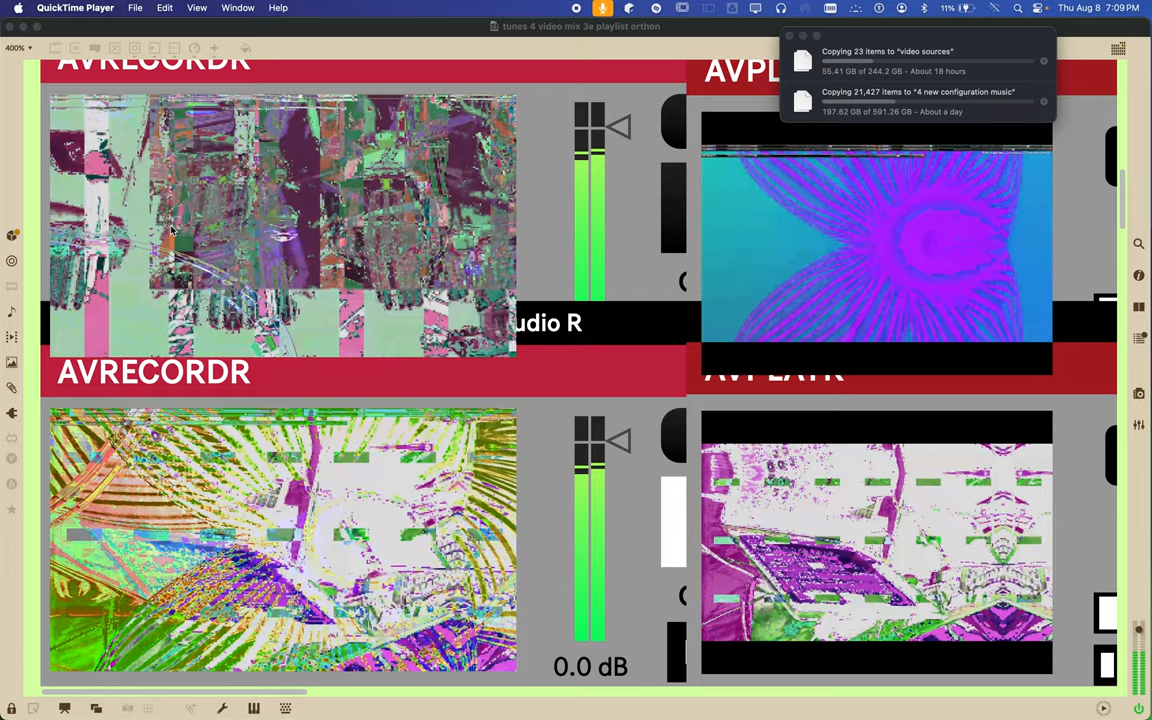 QuickTime Player File Edit View Window Help
11% Thu Aug 8 7:09 PM
tunes 4 video mix 3e playlist orthon
400%
Copying 23 items to "video sources"
55.41 GB of 244.2 GB - About 18 hours
Copying 21,427 items to "4 new configuration music"
197.62 GB of 591.26 GB - About a day
AVRECORDR
AVPL
udio R
AVRECORDR
AVPLAYR
0.0 dB